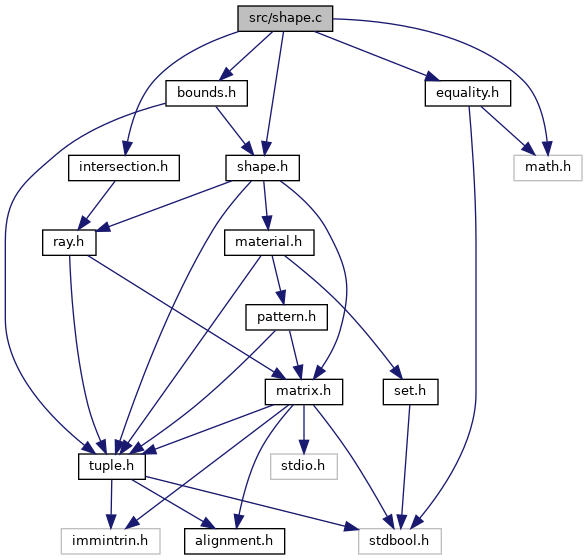 src/shape.c
bounds.h
equality.h
intersection.h
shape.h
math.h
ray.h
material.h
pattern.h
matrix.h
set.h
tuple.h
stdio.h
immintrin.h
alignment.h
stdbool.h